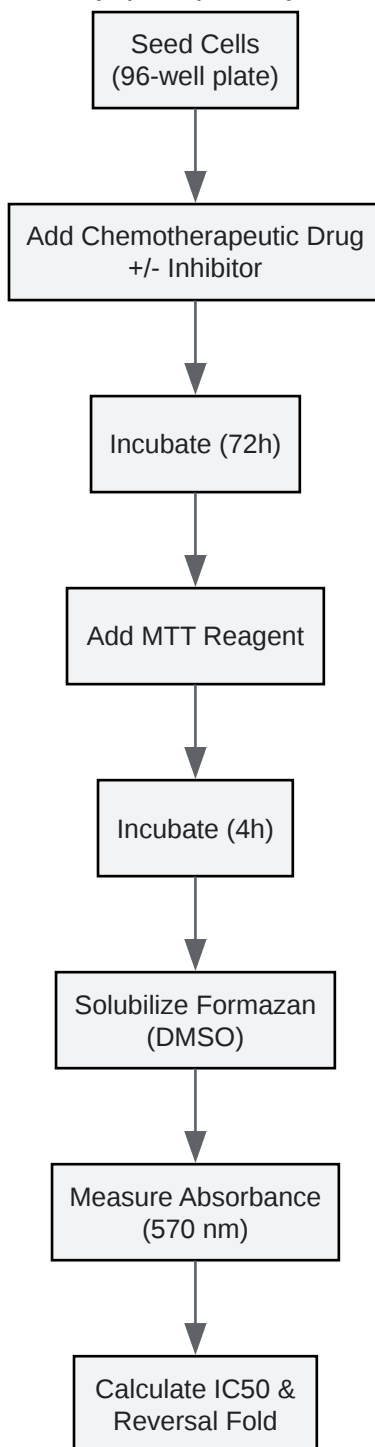 Seed Cells
(96-well plate)
Add Chemotherapeutic Drug
+/- Inhibitor
Incubate (72h)
Add MTT Reagent
Incubate (4h)
Solubilize Formazan
(DMSO)
Measure Absorbance
(570 nm)
Calculate IC50 &
Reversal Fold